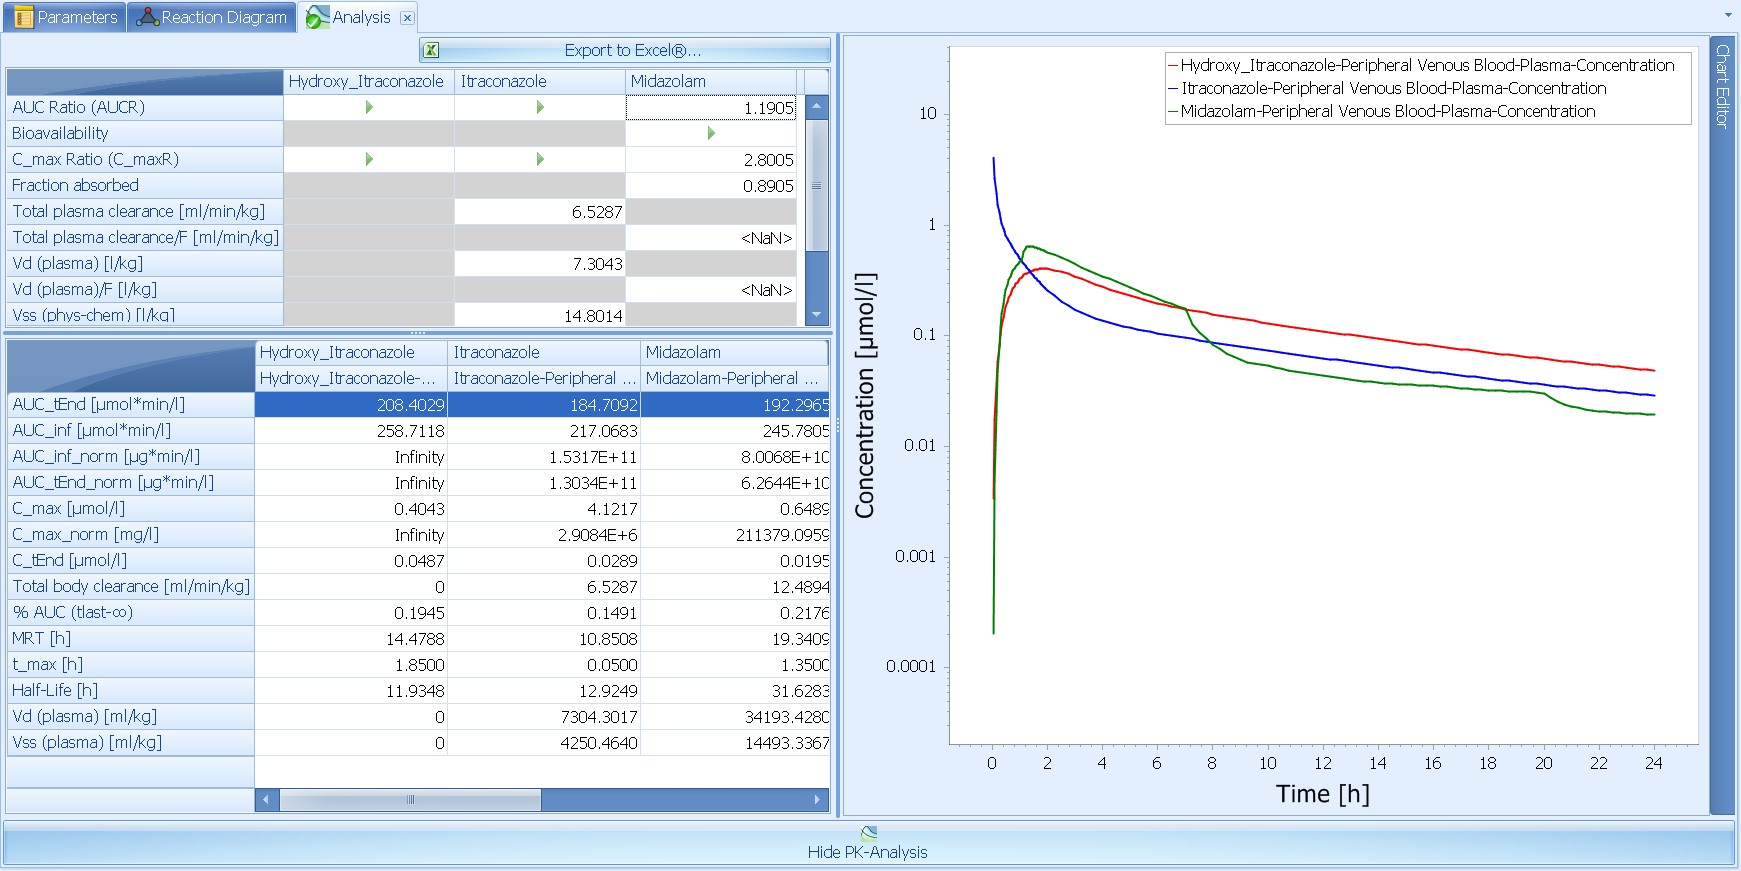 Parameters Reaction Diagram Analysis
Export to Excel®...
Hydroxy_Itraconazole Itraconazole Midazolam
AUC Ratio (AUCR) 1.1905
Bioavailability
C_max Ratio (C_maxR) 2.8005
Fraction absorbed 0.8905
Total plasma clearance [ml/min/kg] 6.5287
Total plasma clearance/F [ml/min/kg] <NaN>
Vd (plasma) [l/kg] 7.3043
Vd (plasma)/F [l/kg] <NaN>
Vss (phys-chem) [l/kg] 14.8014
Hydroxy_Itraconazole Itraconazole Midazolam
Hydroxy_Itraconazole-... Itraconazole-Peripheral ... Midazolam-Peripheral ...
AUC_tEnd [µmol*min/l] 208.4029 184.7092 192.2965
AUC_inf [µmol*min/l] 258.7118 217.0683 245.7805
AUC_inf_norm [µg*min/l] Infinity 1.5317E+11 8.0068E+10
AUC_tEnd_norm [µg*min/l] Infinity 1.3034E+11 6.2644E+10
C_max [µmol/l] 0.4043 4.1217 0.6489
C_max_norm [mg/l] Infinity 2.9084E+6 211379.0959
C_tEnd [µmol/l] 0.0487 0.0289 0.0195
Total body clearance [ml/min/kg] 0 6.5287 12.4894
% AUC (tlast-∞) 0.1945 0.1491 0.2176
MRT [h] 14.4788 10.8508 19.3409
t_max [h] 1.8500 0.0500 1.3500
Half-Life [h] 11.9348 12.9249 31.6283
Vd (plasma) [ml/kg] 0 7304.3017 34193.4280
Vss (plasma) [ml/kg] 0 4250.4640 14493.3367
Hydroxy_Itraconazole-Peripheral Venous Blood-Plasma-Concentration
Itraconazole-Peripheral Venous Blood-Plasma-Concentration
Midazolam-Peripheral Venous Blood-Plasma-Concentration
Concentration [µmol/l]
10
1
0.1
0.01
0.001
0.0001
0 2 4 6 8 10 12 14 16 18 20 22 24
Time [h]
Chart Editor
Hide PK-Analysis